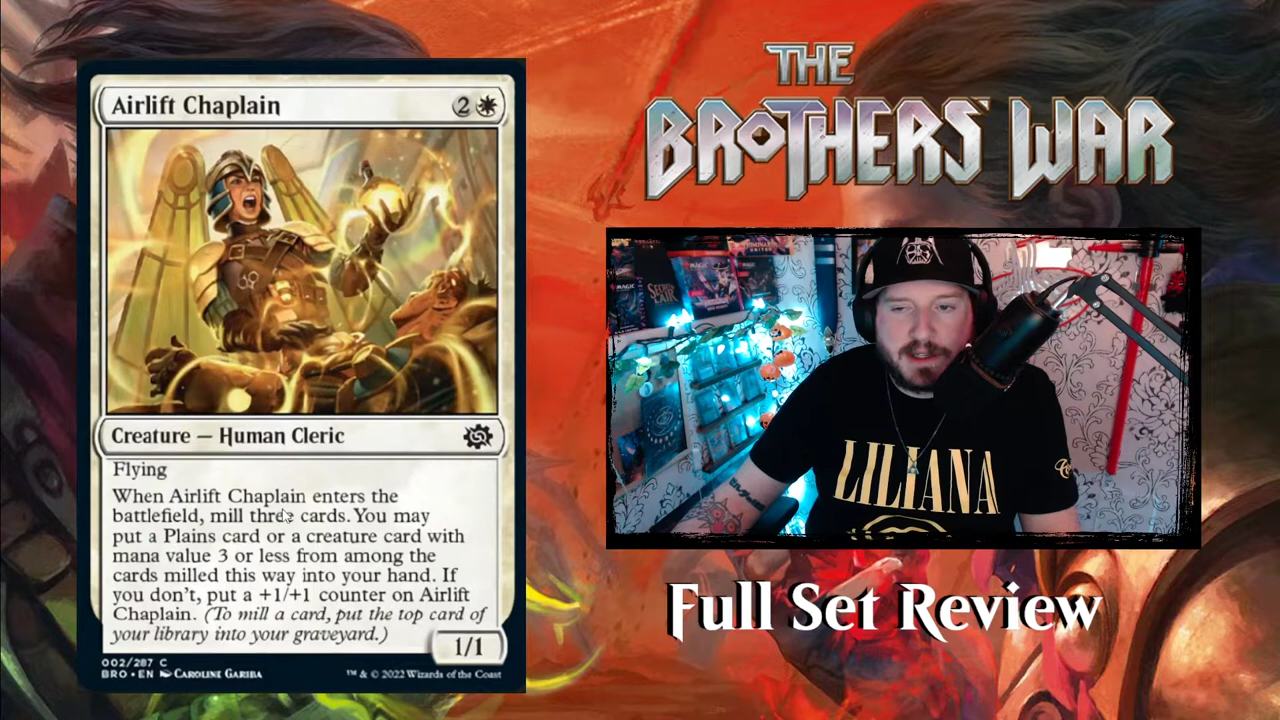 Airlift Chaplain 2
Creature — Human Cleric
Flying
When Airlift Chaplain enters the
battlefield, mill three cards. You may
put a Plains card or a creature card with
mana value 3 or less from among the
cards milled this way into your hand. If
you don't, put a +1/+1 counter on Airlift
Chaplain. (To mill a card, put the top card of
your library into your graveyard.)
1/1
002/287 C
BRO • EN CAROLINE GARIBA
™ & © 2022 Wizards of the Coast
THE
BROTHERS' WAR
MAGIC
SECRET
LAIR
MAGIC
LILIANA
Full Set Review